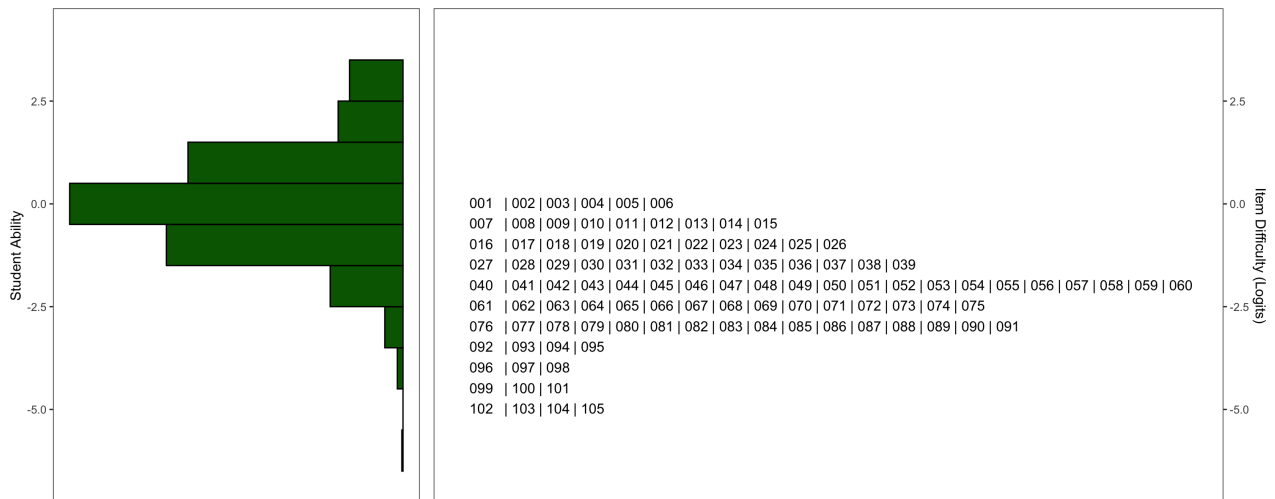 Student Ability
2.5
0.0
-2.5
-5.0
001 | 002 | 003 | 004 | 005 | 006
007 | 008 | 009 | 010 | 011 | 012 | 013 | 014 | 015
016 | 017 | 018 | 019 | 020 | 021 | 022 | 023 | 024 | 025 | 026
027 | 028 | 029 | 030 | 031 | 032 | 033 | 034 | 035 | 036 | 037 | 038 | 039
040 | 041 | 042 | 043 | 044 | 045 | 046 | 047 | 048 | 049 | 050 | 051 | 052 | 053 | 054 | 055 | 056 | 057 | 058 | 059 | 060
061 | 062 | 063 | 064 | 065 | 066 | 067 | 068 | 069 | 070 | 071 | 072 | 073 | 074 | 075
076 | 077 | 078 | 079 | 080 | 081 | 082 | 083 | 084 | 085 | 086 | 087 | 088 | 089 | 090 | 091
092 | 093 | 094 | 095
096 | 097 | 098
099 | 100 | 101
102 | 103 | 104 | 105
2.5
0.0
-2.5
-5.0
Item Difficulty (Logits)